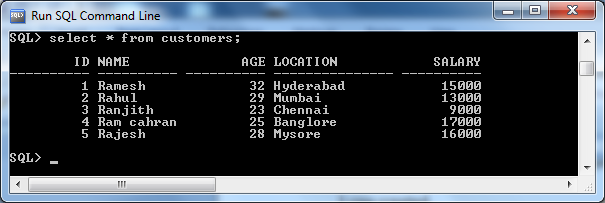 Run SQL Command Line
SQL> select * from customers;
ID NAME AGE LOCATION SALARY
1 Ramesh 32 Hyderabad 15000
2 Rahul 29 Mumbai 13000
3 Ranjith 23 Chennai 9000
4 Ram cahran 25 Banglore 17000
5 Rajesh 28 Mysore 16000
SQL> _